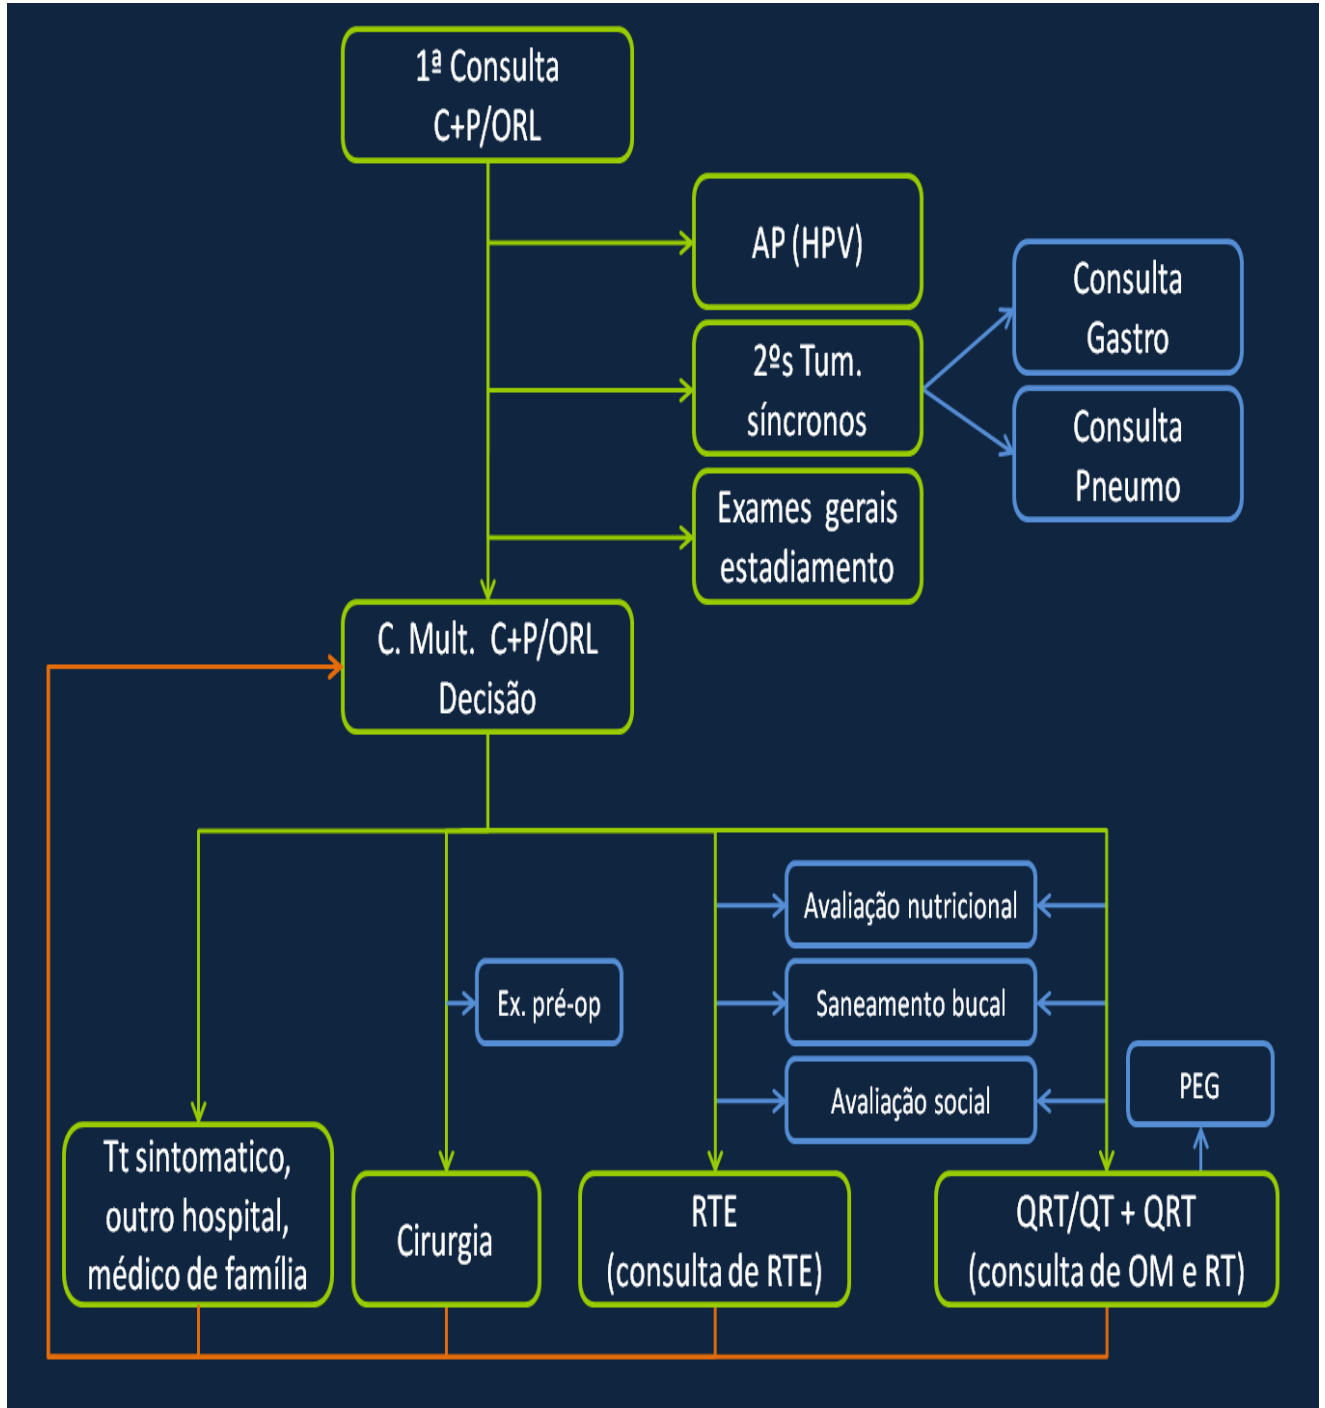 1ª Consulta
C+P/ORL
AP (HPV)
Consulta
Gastro
2ºs Tum.
síncronos
Consulta
Pneumo
Exames gerais
estadiamento
C. Mult. C+P/ORL
Decisão
Avaliação nutricional
Ex. pré-op
Saneamento bucal
Avaliação social
PEG
Tt sintomatico,
outro hospital,
médico de família
Cirurgia
RTE
(consulta de RTE)
QRT/QT + QRT
(consulta de OM e RT)